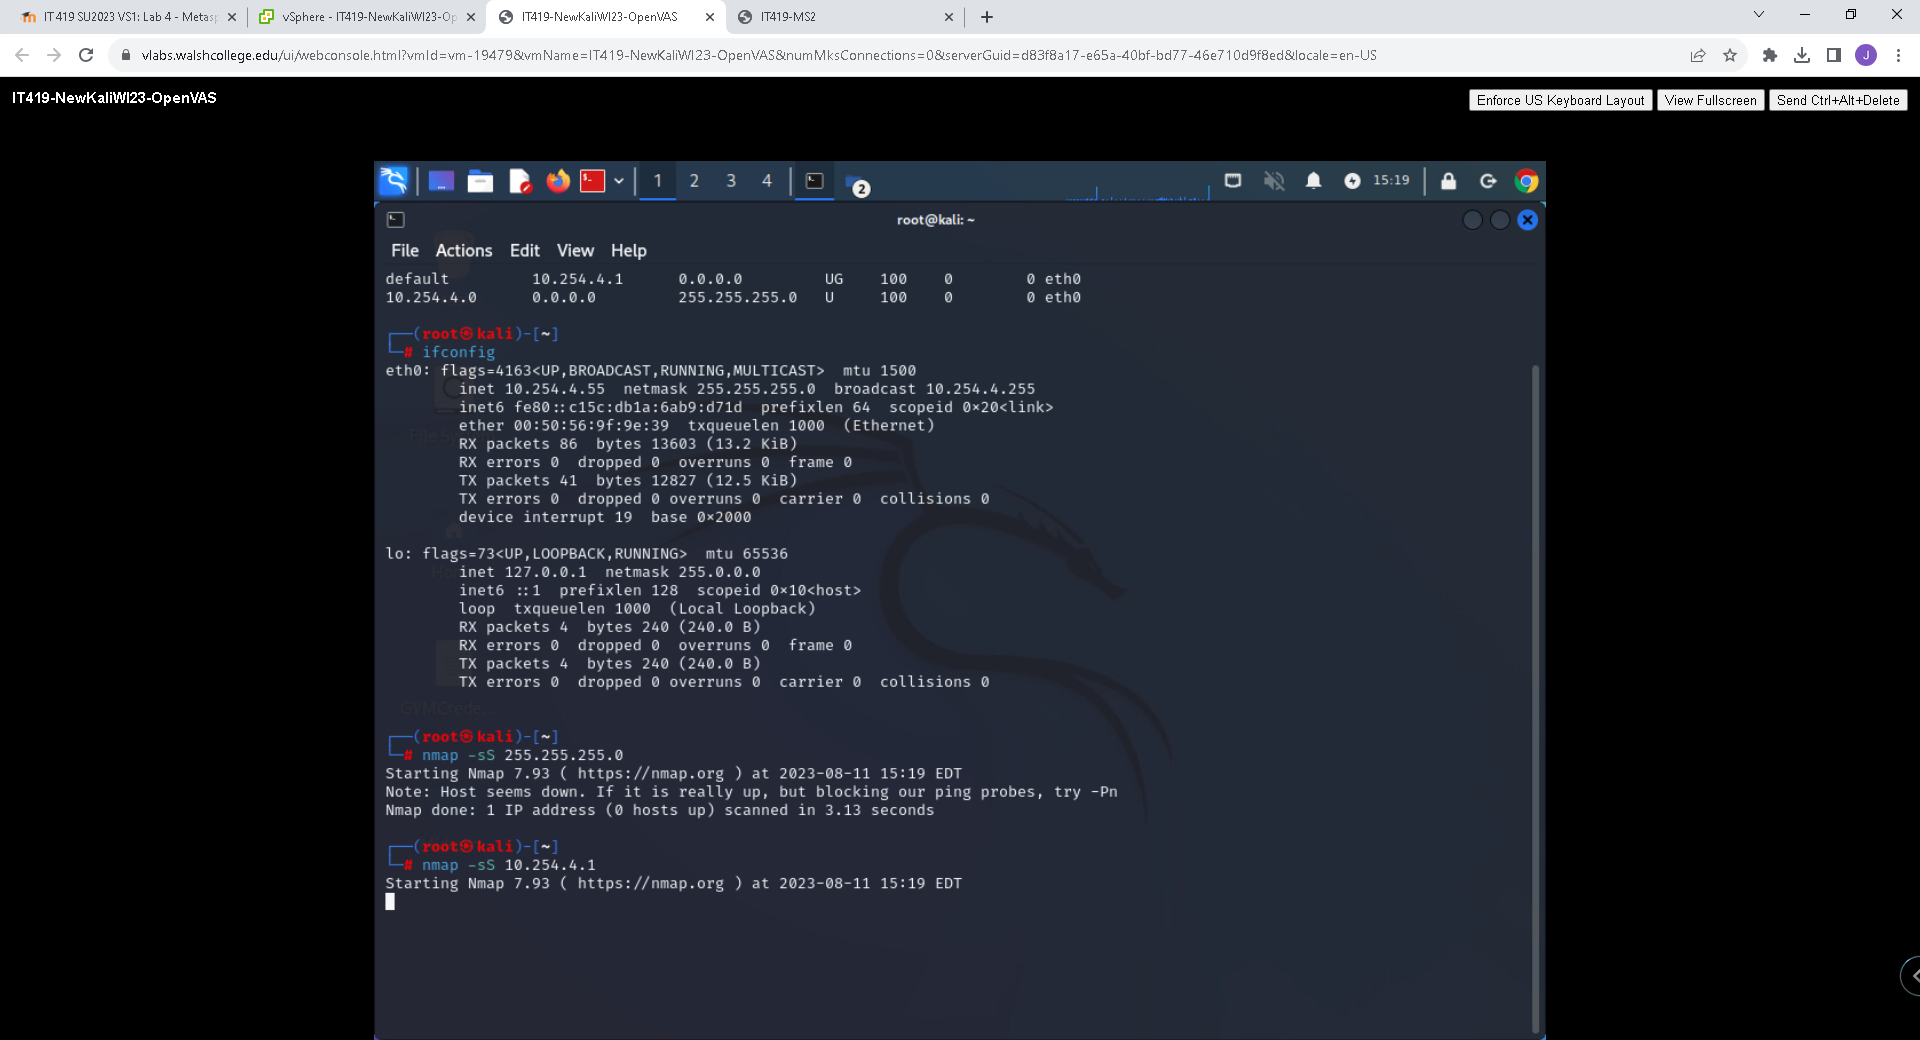 IT 419 SU2023 VS1: Lab 4 - Metasp
vSphere - IT419-NewKaliWI23-Op
IT419-NewKaliWI23-OpenVAS
IT419-MS2
vlabs.walshcollege.edu/ui/webconsole.html?vmId=vm-19479&vmName=IT419-NewKaliWI23-OpenVAS&numMksConnections=0&serverGuid=d83f8a17-e65a-40bf-bd77-46e710d9f8ed&locale=en-US
J
IT419-NewKaliWI23-OpenVAS
Enforce US Keyboard Layout
View Fullscreen
Send Ctrl+Alt+Delete
1 2 3 4 2 15:19
root@kali: ~
File Actions Edit View Help
default 10.254.4.1 0.0.0.0 UG 100 0 0 eth0
10.254.4.0 0.0.0.0 255.255.255.0 U 100 0 0 eth0
┌──(root㉿kali)-[~]
└─# ifconfig
eth0: flags=4163<UP,BROADCAST,RUNNING,MULTICAST> mtu 1500
inet 10.254.4.55 netmask 255.255.255.0 broadcast 10.254.4.255
inet6 fe80::c15c:db1a:6ab9:d71d prefixlen 64 scopeid 0×20<link>
ether 00:50:56:9f:9e:39 txqueuelen 1000 (Ethernet)
RX packets 86 bytes 13603 (13.2 KiB)
RX errors 0 dropped 0 overruns 0 frame 0
TX packets 41 bytes 12827 (12.5 KiB)
TX errors 0 dropped 0 overruns 0 carrier 0 collisions 0
device interrupt 19 base 0×2000
lo: flags=73<UP,LOOPBACK,RUNNING> mtu 65536
inet 127.0.0.1 netmask 255.0.0.0
inet6 ::1 prefixlen 128 scopeid 0×10<host>
loop txqueuelen 1000 (Local Loopback)
RX packets 4 bytes 240 (240.0 B)
RX errors 0 dropped 0 overruns 0 frame 0
TX packets 4 bytes 240 (240.0 B)
TX errors 0 dropped 0 overruns 0 carrier 0 collisions 0
GVMCrede...
┌──(root㉿kali)-[~]
└─# nmap -sS 255.255.255.0
Starting Nmap 7.93 ( https://nmap.org ) at 2023-08-11 15:19 EDT
Note: Host seems down. If it is really up, but blocking our ping probes, try -Pn
Nmap done: 1 IP address (0 hosts up) scanned in 3.13 seconds
┌──(root㉿kali)-[~]
└─# nmap -sS 10.254.4.1
Starting Nmap 7.93 ( https://nmap.org ) at 2023-08-11 15:19 EDT